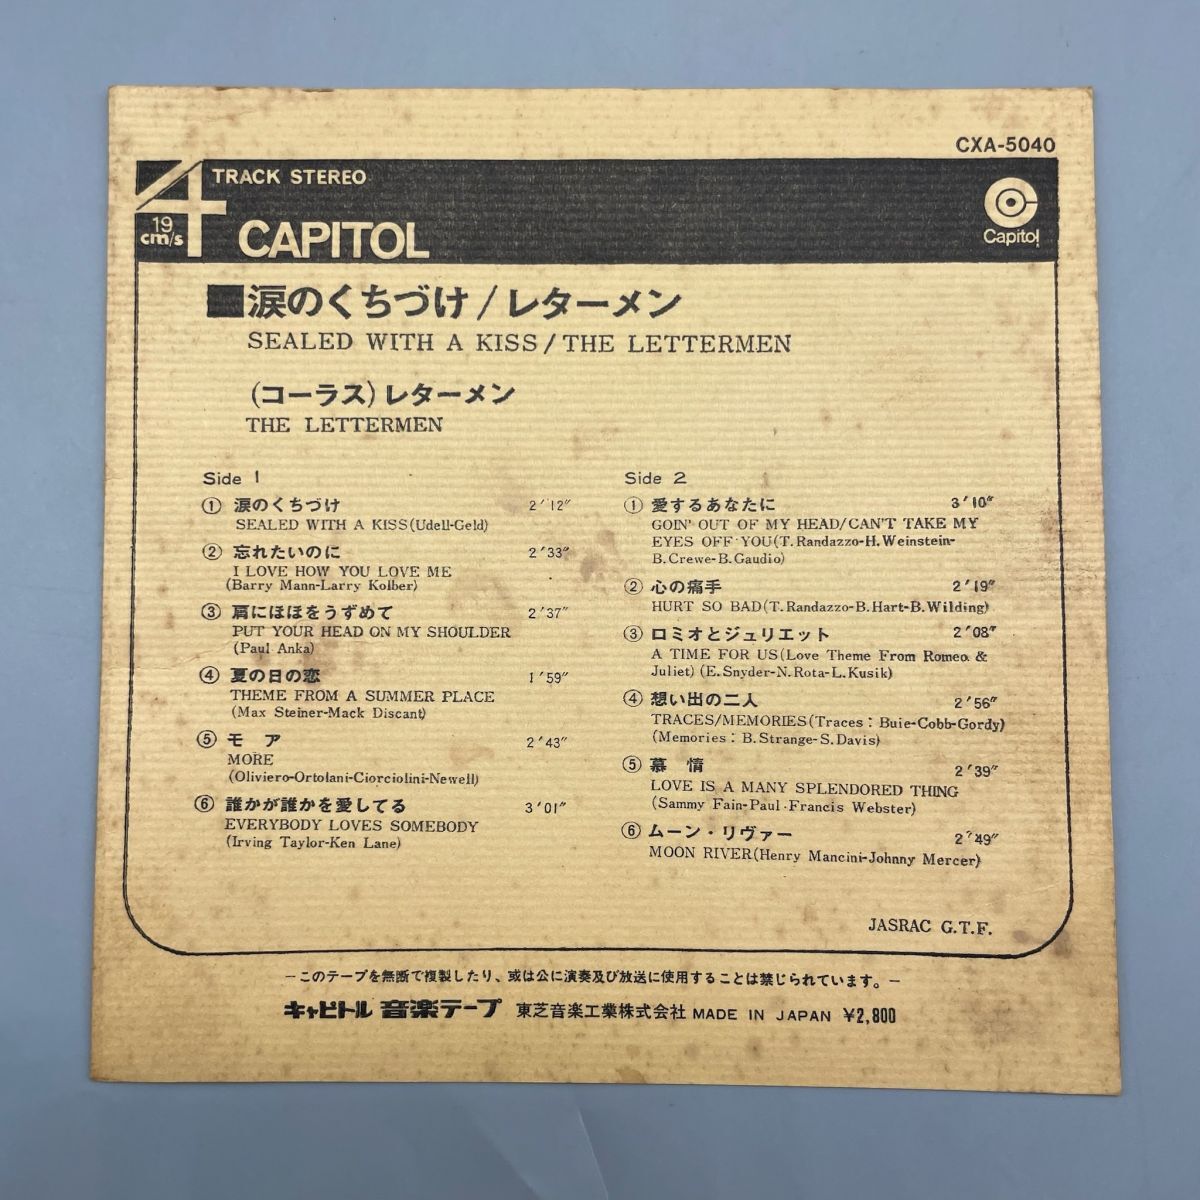 CXA-5040
4 TRACK STEREO
19 cm/s
CAPITOL
Capitol
■涙のくちづけ/レターメン
SEALED WITH A KISS/THE LETTERMEN
(コーラス)レターメン
THE LETTERMEN
Side 1
① 涙のくちづけ 2'12"
SEALED WITH A KISS(Udell-Geld)
② 忘れたいのに 2'33"
I LOVE HOW YOU LOVE ME
(Barry Mann-Larry Kolber)
③ 肩にほほをうずめて 2'37"
PUT YOUR HEAD ON MY SHOULDER
(Paul Anka)
④ 夏の日の恋 1'59"
THEME FROM A SUMMER PLACE
(Max Steiner-Mack Discant)
⑤ モア 2'43"
MORE
(Oliviero-Ortolani-Ciorciolini-Newell)
⑥ 誰かが誰かを愛してる 3'01"
EVERYBODY LOVES SOMEBODY
(Irving Taylor-Ken Lane)
Side 2
① 愛するあなたに 3'10"
GOIN' OUT OF MY HEAD/CAN'T TAKE MY
EYES OFF YOU(T.Randazzo-H.Weinstein-
B.Crewe-B.Gaudio)
② 心の痛手 2'19"
HURT SO BAD(T.Randazzo-B.Hart-B.Wilding)
③ ロミオとジュリエット 2'08"
A TIME FOR US(Love Theme From Romeo &
Juliet) (E.Snyder-N.Rota-L.Kusik)
④ 想い出の二人 2'56"
TRACES/MEMORIES(Traces: Buie-Cobb-Gordy)
(Memories: B.Strange-S.Davis)
⑤ 慕情 2'39"
LOVE IS A MANY SPLENDORED THING
(Sammy Fain-Paul Francis Webster)
⑥ ムーン・リヴァー 2'49"
MOON RIVER(Henry Mancini-Johnny Mercer)
JASRAC G.T.F.
—このテープを無断で複製したり、或は公に演奏及び放送に使用することは禁じられています。—
キャピトル 音楽テープ 東芝音楽工業株式会社 MADE IN JAPAN ¥2,800